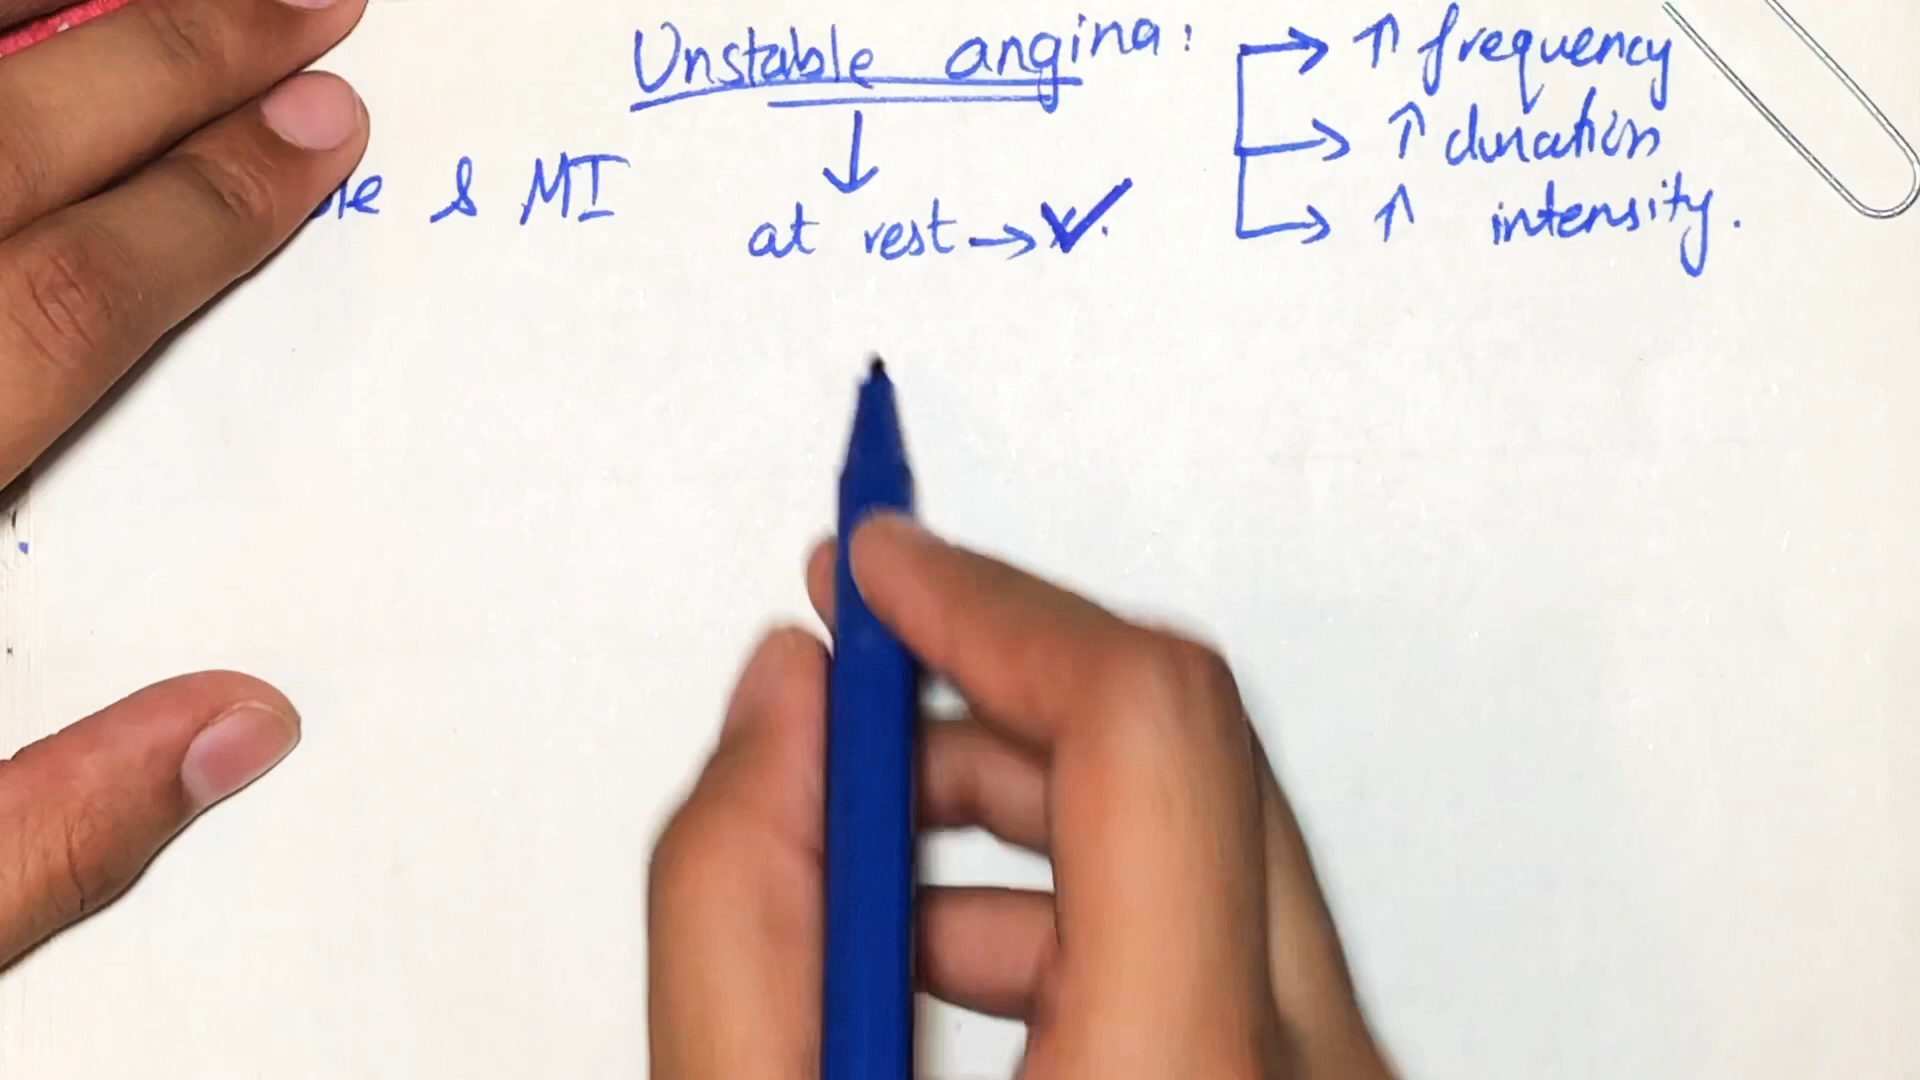 Unstable angina:
→ ↑ frequency
→ ↑ duration
→ ↑ intensity.
↓
at rest → ✓.
& MI